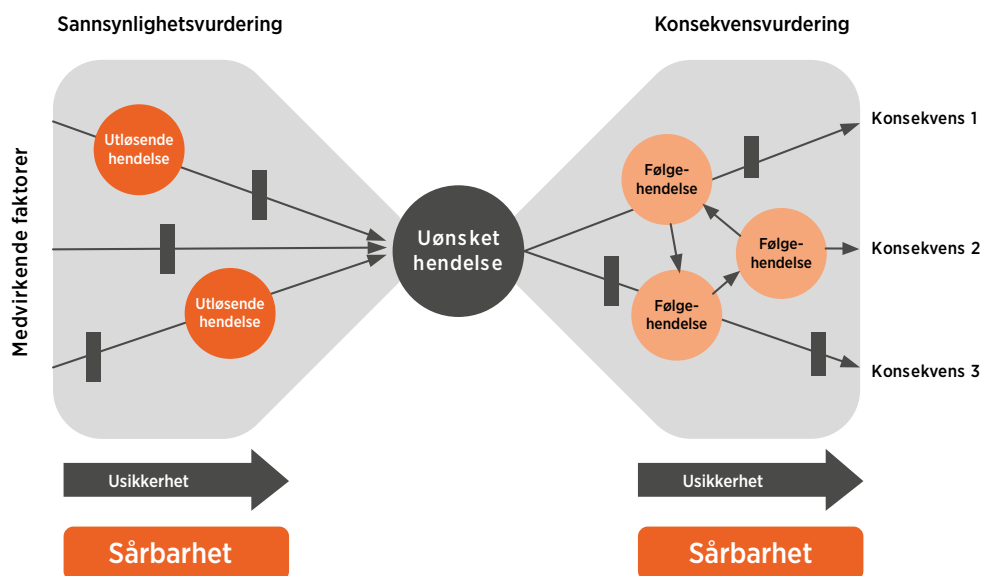 Sannsynlighetsvurdering
Konsekvensvurdering
Medvirkende faktorer
Utløsende
hendelse
Utløsende
hendelse
Uønsket
hendelse
Følge-
hendelse
Følge-
hendelse
Følge-
hendelse
Konsekvens 1
Konsekvens 2
Konsekvens 3
Usikkerhet
Usikkerhet
Sårbarhet
Sårbarhet